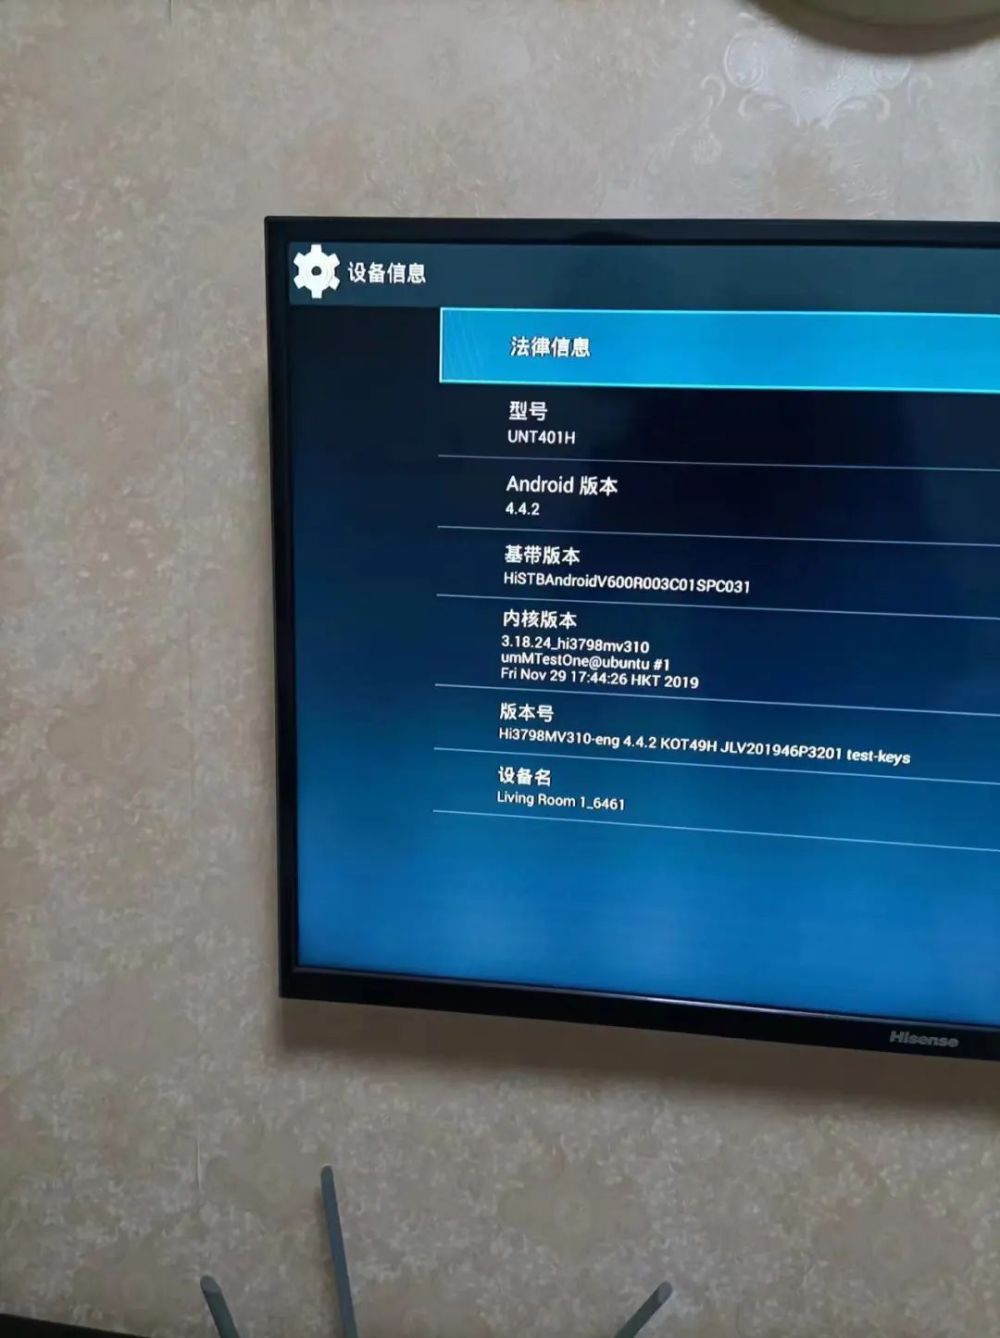 设备信息
法律信息
型号
UNT401H
Android 版本
4.4.2
基带版本
HiSTBAndroidV600R003C01SPC031
内核版本
3.18.24_hi3798mv310
umMTestOne@ubuntu #1
Fri Nov 29 17:44:26 HKT 2019
版本号
Hi3798MV310-eng 4.4.2 KOT49H JLV201946P3201 test-keys
设备名
Living Room 1_6461
Hisense